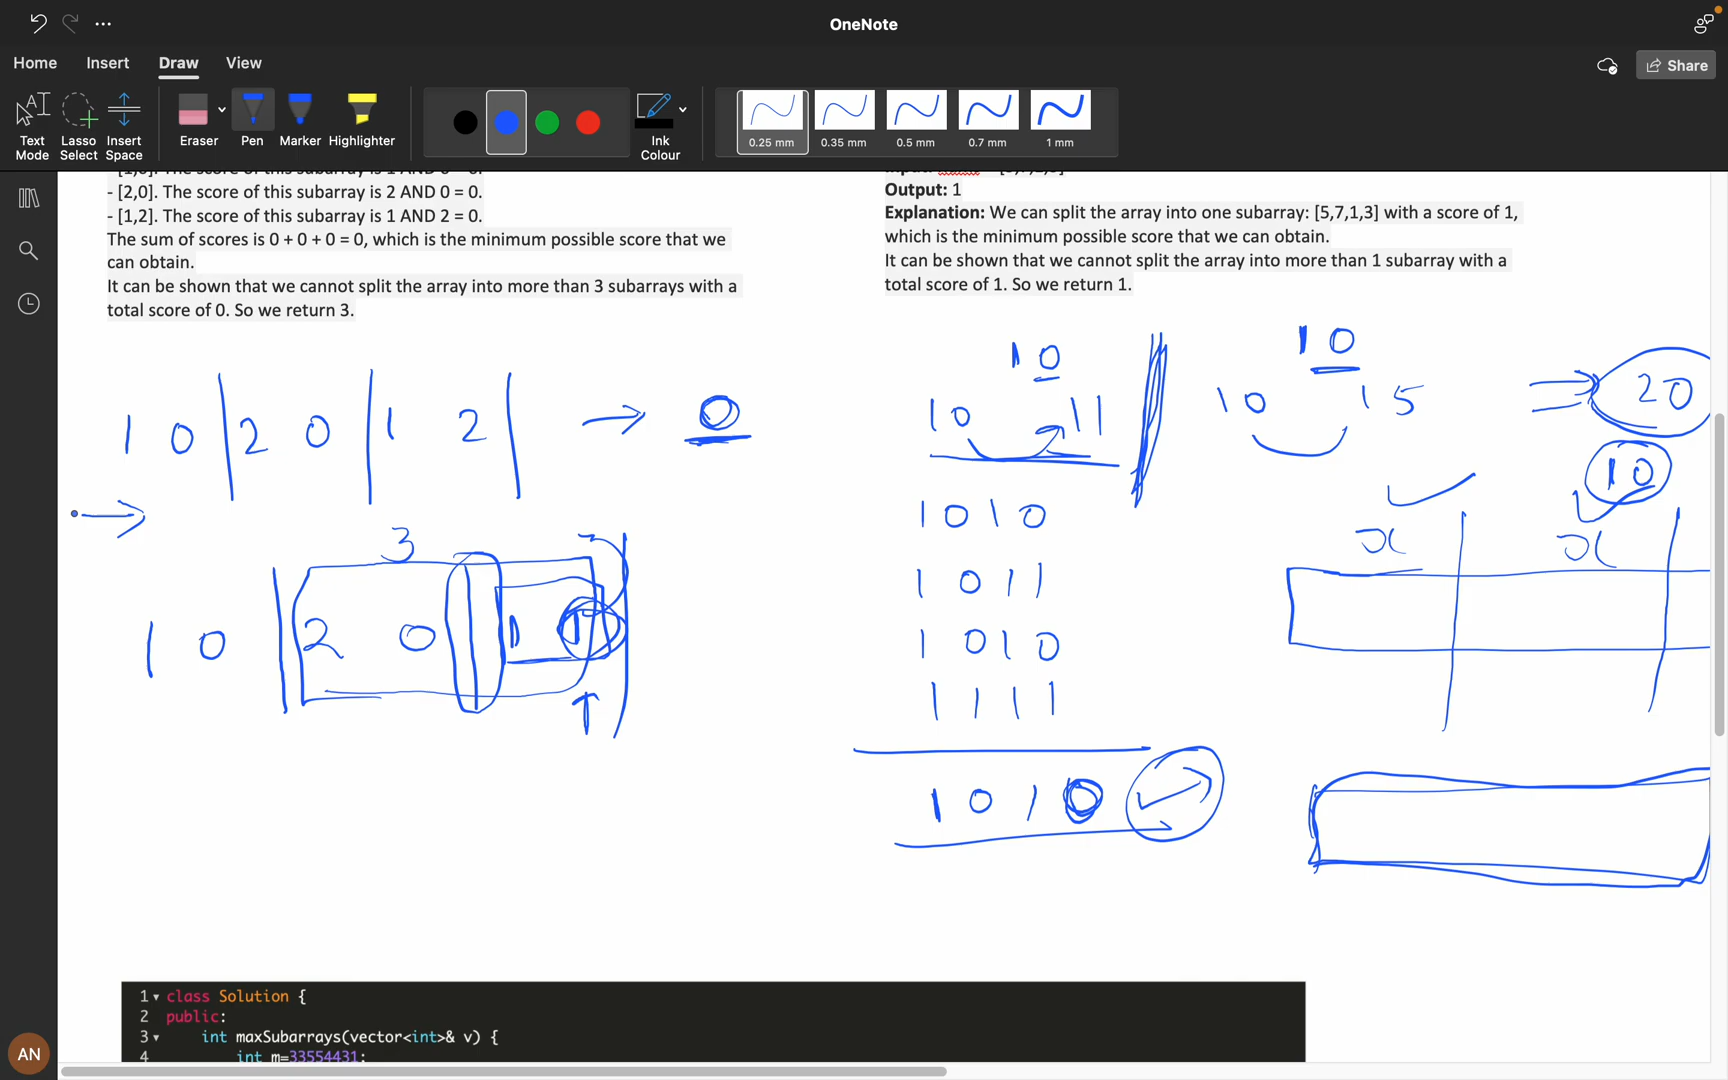 OneNote
Home Insert Draw View
Share
Text Mode
Lasso Select
Insert Space
Eraser
Pen
Marker
Highlighter
Ink Colour
0.25 mm
0.35 mm
0.5 mm
0.7 mm
1 mm
- [1,0]. The score of this subarray is 1 AND 0 = 0.
- [2,0]. The score of this subarray is 2 AND 0 = 0.
- [1,2]. The score of this subarray is 1 AND 2 = 0.
The sum of scores is 0 + 0 + 0 = 0, which is the minimum possible score that we
can obtain.
It can be shown that we cannot split the array into more than 3 subarrays with a
total score of 0. So we return 3.
Output: 1
Explanation: We can split the array into one subarray: [5,7,1,3] with a score of 1,
which is the minimum possible score that we can obtain.
It can be shown that we cannot split the array into more than 1 subarray with a
total score of 1. So we return 1.
1 0 | 2 0 | 1 2 | → 0
3
1 0 | 2 0
10
10 11
1010
1011
1010
1111
1010
10
10 15
20
10
x x
1 class Solution {
2 public:
3 int maxSubarrays(vector<int>& v) {
4 int m=33554431;
AN